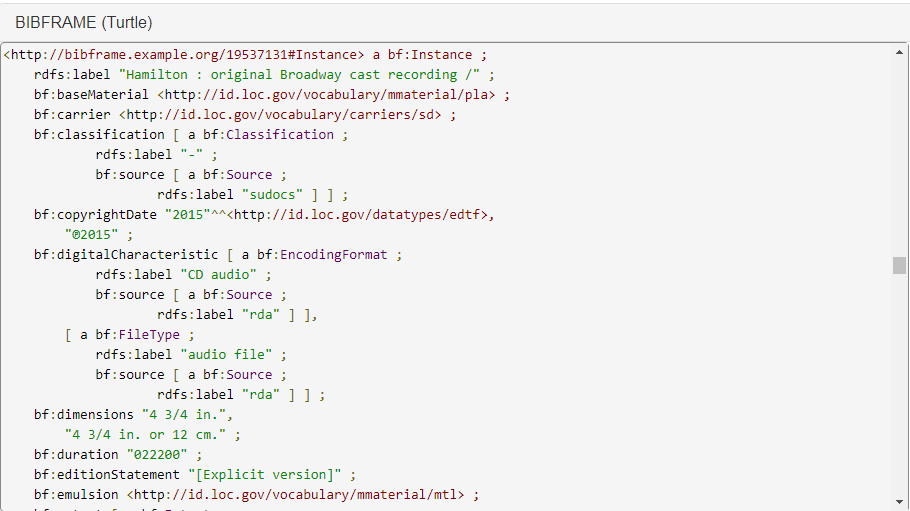 BIBFRAME (Turtle)
<http://bibframe.example.org/19537131#Instance> a bf:Instance ;
    rdfs:label "Hamilton : original Broadway cast recording /" ;
    bf:baseMaterial <http://id.loc.gov/vocabulary/mmaterial/pla> ;
    bf:carrier <http://id.loc.gov/vocabulary/carriers/sd> ;
    bf:classification [ a bf:Classification ;
            rdfs:label "-" ;
            bf:source [ a bf:Source ;
                    rdfs:label "sudocs" ] ] ;
    bf:copyrightDate "2015"^^<http://id.loc.gov/datatypes/edtf>,
        "℗2015" ;
    bf:digitalCharacteristic [ a bf:EncodingFormat ;
            rdfs:label "CD audio" ;
            bf:source [ a bf:Source ;
                    rdfs:label "rda" ] ],
        [ a bf:FileType ;
            rdfs:label "audio file" ;
            bf:source [ a bf:Source ;
                    rdfs:label "rda" ] ] ;
    bf:dimensions "4 3/4 in.",
        "4 3/4 in. or 12 cm." ;
    bf:duration "022200" ;
    bf:editionStatement "[Explicit version]" ;
    bf:emulsion <http://id.loc.gov/vocabulary/mmaterial/mtl> ;